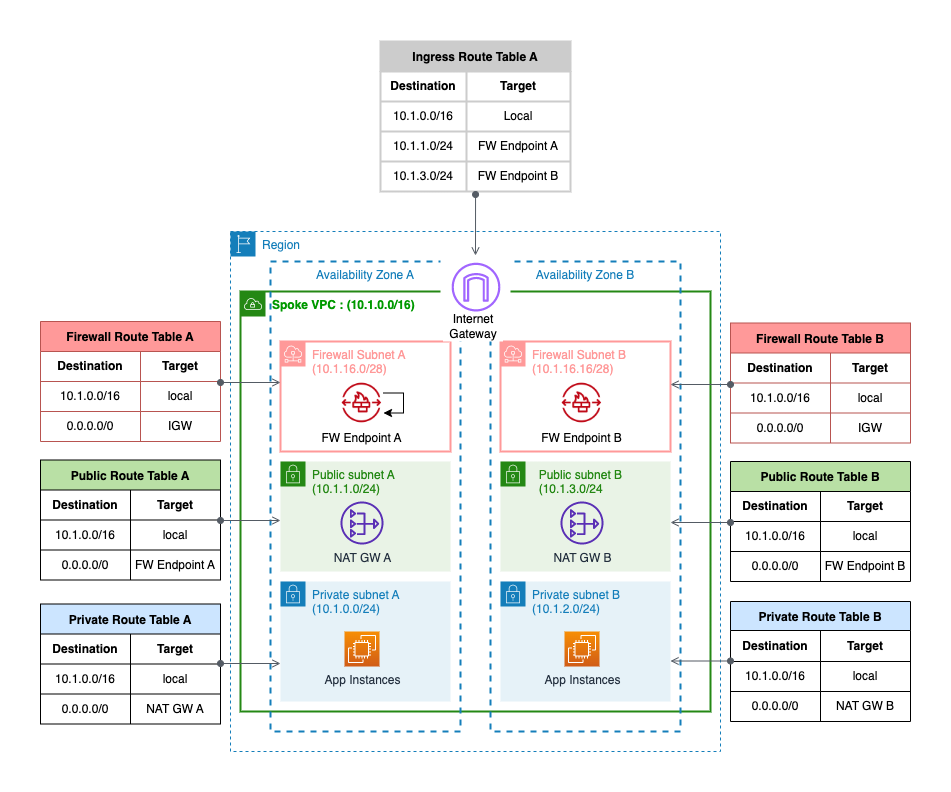 Ingress Route Table A
Destination Target
10.1.0.0/16 Local
10.1.1.0/24 FW Endpoint A
10.1.3.0/24 FW Endpoint B
Region
Availability Zone A
Availability Zone B
Spoke VPC : (10.1.0.0/16)
Internet
Gateway
Firewall Route Table A
Destination Target
10.1.0.0/16 local
0.0.0.0/0 IGW
Firewall Subnet A
(10.1.16.0/28)
FW Endpoint A
Firewall Subnet B
(10.1.16.16/28)
FW Endpoint B
Firewall Route Table B
Destination Target
10.1.0.0/16 local
0.0.0.0/0 IGW
Public Route Table A
Destination Target
10.1.0.0/16 local
0.0.0.0/0 FW Endpoint A
Public subnet A
(10.1.1.0/24)
NAT GW A
Public subnet B
(10.1.3.0/24
NAT GW B
Public Route Table B
Destination Target
10.1.0.0/16 local
0.0.0.0/0 FW Endpoint B
Private Route Table A
Destination Target
10.1.0.0/16 local
0.0.0.0/0 NAT GW A
Private subnet A
(10.1.0.0/24)
App Instances
Private subnet B
(10.1.2.0/24)
App Instances
Private Route Table B
Destination Target
10.1.0.0/16 local
0.0.0.0/0 NAT GW B